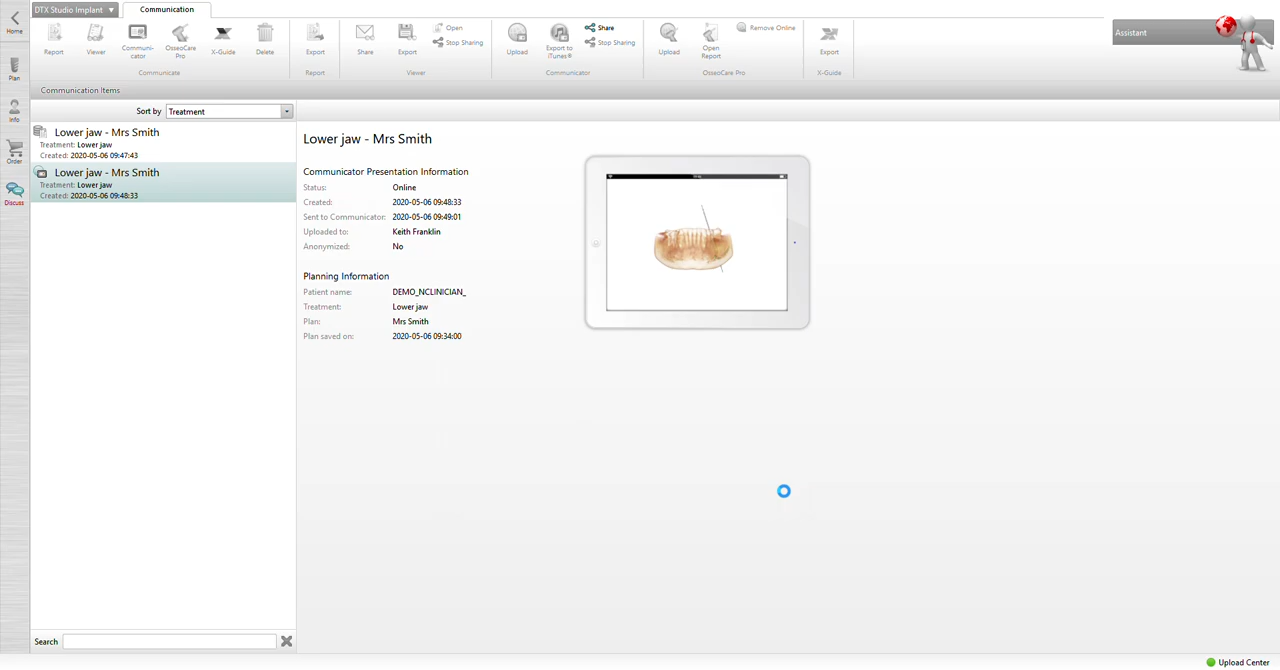 DTX Studio Implant ▼
Communication
Home
Plan
Info
Order
Discuss
Report
Viewer
Communi-
cator
OsseoCare
Pro
X-Guide
Delete
Communicate
Export
Report
Share
Export
Open
Stop Sharing
Viewer
Upload
Export to
iTunes®
Share
Stop Sharing
Communicator
Upload
Open
Report
Remove Online
OsseoCare Pro
Export
X-Guide
Assistant
Communication Items
Sort by Treatment
Lower jaw - Mrs Smith
Treatment: Lower jaw
Created: 2020-05-06 09:47:43
Lower jaw - Mrs Smith
Treatment: Lower jaw
Created: 2020-05-06 09:48:33
Lower jaw - Mrs Smith
Communicator Presentation Information
Status: Online
Created: 2020-05-06 09:48:33
Sent to Communicator: 2020-05-06 09:49:01
Uploaded to: Keith Franklin
Anonymized: No
Planning Information
Patient name: DEMO_NCLINICIAN_
Treatment: Lower jaw
Plan: Mrs Smith
Plan saved on: 2020-05-06 09:34:00
Search
Upload Center